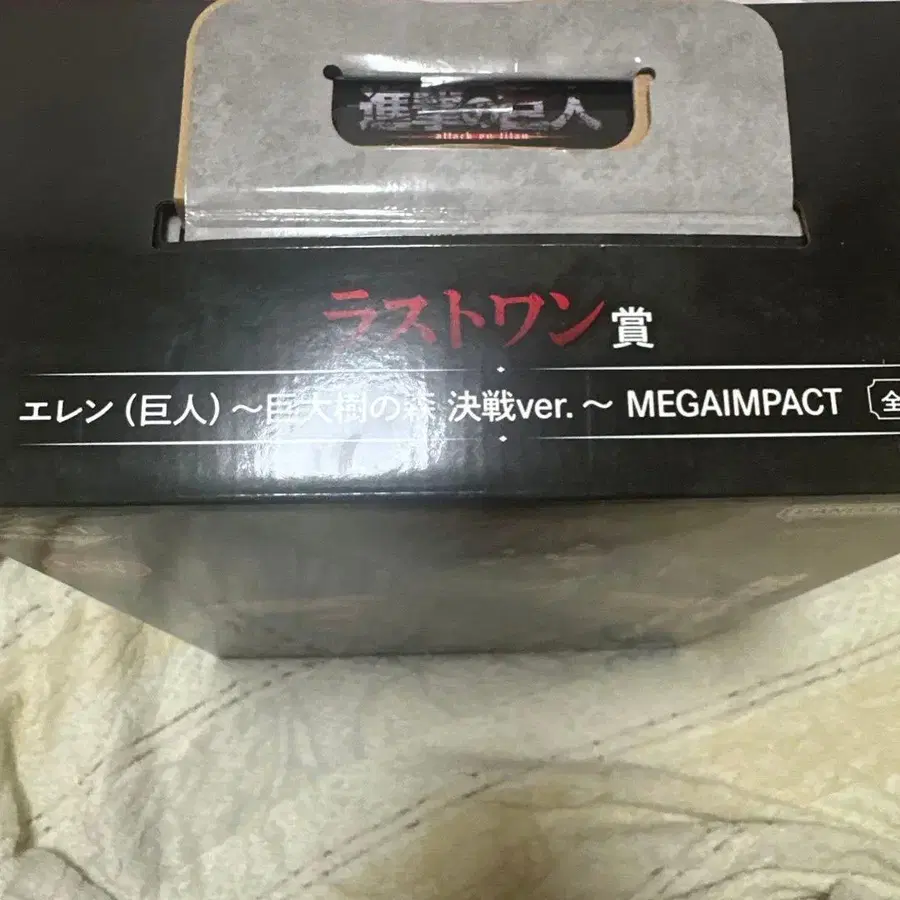 進撃の巨人
attack on titan
ラストワン賞
エレン(巨人)~巨大樹の森 決戦ver.~ MEGAIMPACT 全